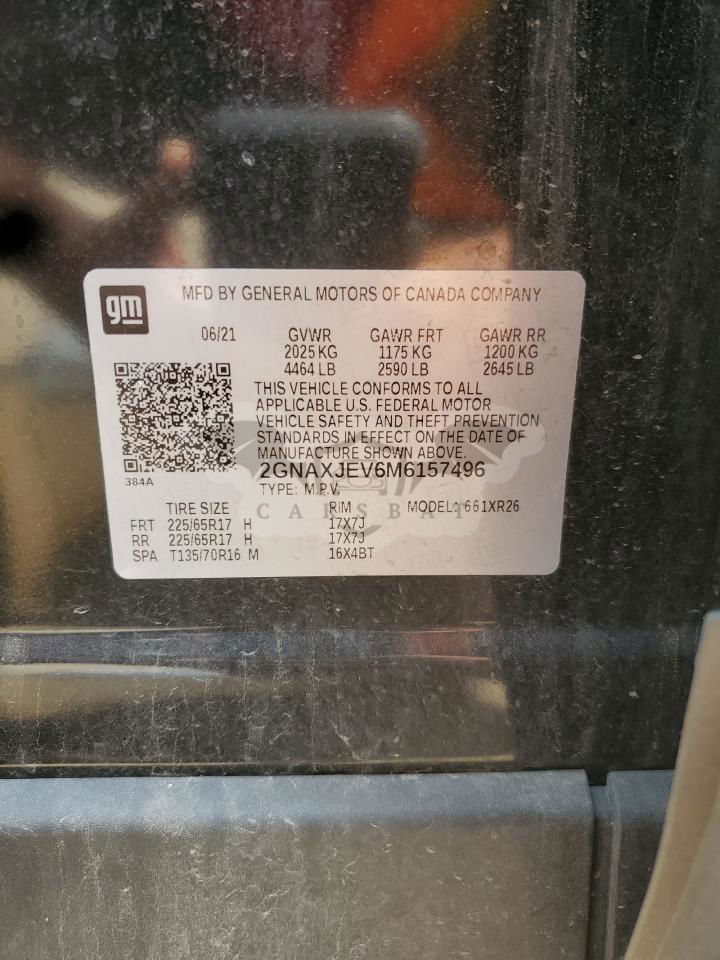 gm
MFD BY GENERAL MOTORS OF CANADA COMPANY
06/21 GVWR GAWR FRT GAWR RR
2025 KG 1175 KG 1200 KG
4464 LB 2590 LB 2645 LB
THIS VEHICLE CONFORMS TO ALL
APPLICABLE U.S. FEDERAL MOTOR
VEHICLE SAFETY AND THEFT PREVENTION
STANDARDS IN EFFECT ON THE DATE OF
MANUFACTURE SHOWN ABOVE.
2GNAXJEV6M6157496
384A
TYPE: M.P.V.
TIRE SIZE RIM MODEL: 661XR26
CARSBAT
FRT 225/65R17 H 17X7J
RR 225/65R17 H 17X7J
SPA T135/70R16 M 16X4BT